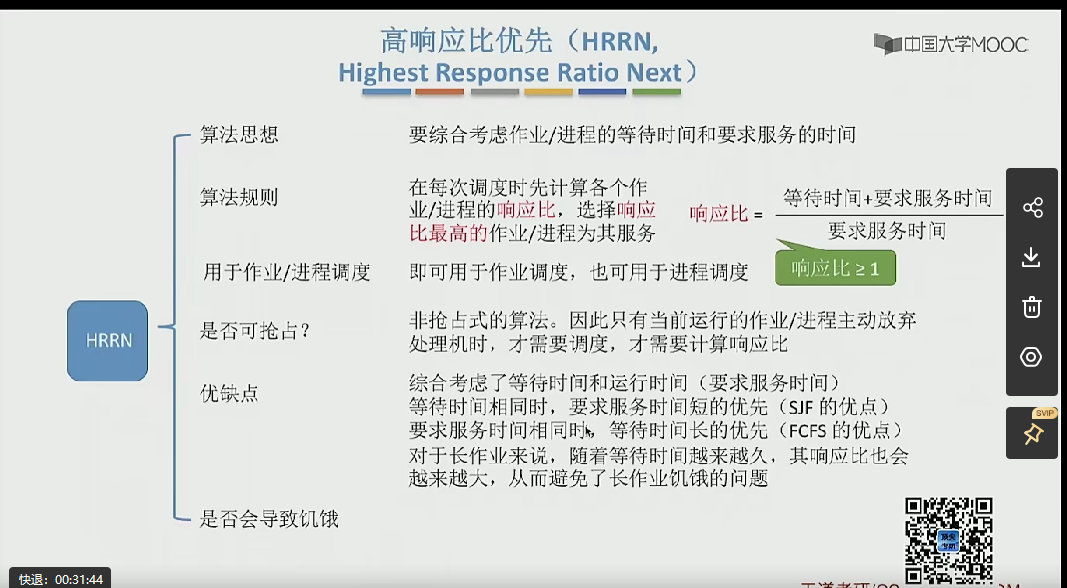 高响应比优先（HRRN,
Highest Response Ratio Next）
中国大学MOOC
算法思想
要综合考虑作业/进程的等待时间和要求服务的时间
算法规则
在每次调度时先计算各个作
业/进程的响应比，选择响应
比最高的作业/进程为其服务
响应比 =
等待时间+要求服务时间
要求服务时间
响应比 ≥ 1
用于作业/进程调度
即可用于作业调度，也可用于进程调度
HRRN
是否可抢占？
非抢占式的算法。因此只有当前运行的作业/进程主动放弃
处理机时，才需要调度，才需要计算响应比
优缺点
综合考虑了等待时间和运行时间（要求服务时间）
等待时间相同时，要求服务时间短的优先（SJF 的优点）
要求服务时间相同时，等待时间长的优先（FCFS 的优点）
对于长作业来说，随着等待时间越来越久，其响应比也会
越来越大，从而避免了长作业饥饿的问题
是否会导致饥饿
SVIP
快退：00:31:44